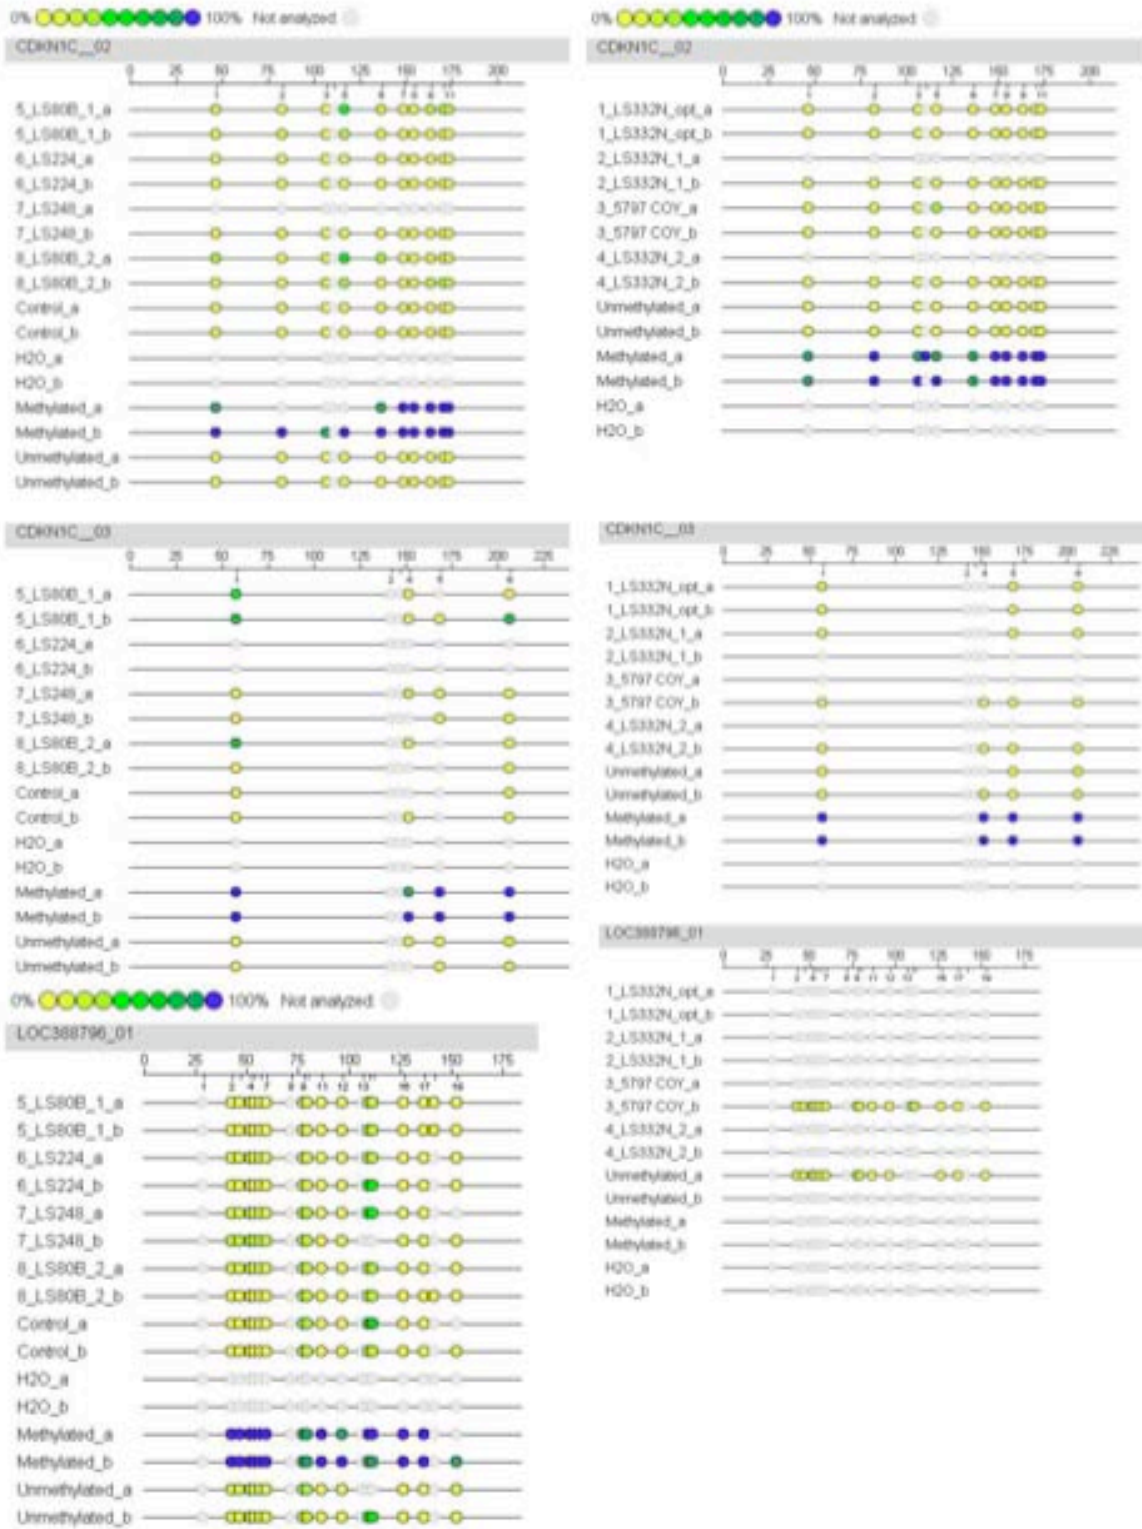 0% 100% Not analyzed
CDKN1C__02
0 25 50 75 100 125 150 175 200
5_LS80B_1_a
5_LS80B_1_b
6_LS224_a
6_LS224_b
7_LS248_a
7_LS248_b
8_LS80B_2_a
8_LS80B_2_b
Control_a
Control_b
H2O_a
H2O_b
Methylated_a
Methylated_b
Unmethylated_a
Unmethylated_b
CDKN1C__03
0 25 50 75 100 125 150 175 200 225
5_LS80B_1_a
5_LS80B_1_b
6_LS224_a
6_LS224_b
7_LS248_a
7_LS248_b
8_LS80B_2_a
8_LS80B_2_b
Control_a
Control_b
H2O_a
H2O_b
Methylated_a
Methylated_b
Unmethylated_a
Unmethylated_b
0% 100% Not analyzed
LOC388796_01
0 25 50 75 100 125 150 175
5_LS80B_1_a
5_LS80B_1_b
6_LS224_a
6_LS224_b
7_LS248_a
7_LS248_b
8_LS80B_2_a
8_LS80B_2_b
Control_a
Control_b
H2O_a
H2O_b
Methylated_a
Methylated_b
Unmethylated_a
Unmethylated_b
0% 100% Not analyzed
CDKN1C__02
0 25 50 75 100 125 150 175 200
1_LS332N_opt_a
1_LS332N_opt_b
2_LS332N_1_a
2_LS332N_1_b
3_5797 COY_a
3_5797 COY_b
4_LS332N_2_a
4_LS332N_2_b
Unmethylated_a
Unmethylated_b
Methylated_a
Methylated_b
H2O_a
H2O_b
CDKN1C__03
0 25 50 75 100 125 150 175 200 225
1_LS332N_opt_a
1_LS332N_opt_b
2_LS332N_1_a
2_LS332N_1_b
3_5797 COY_a
3_5797 COY_b
4_LS332N_2_a
4_LS332N_2_b
Unmethylated_a
Unmethylated_b
Methylated_a
Methylated_b
H2O_a
H2O_b
LOC388796_01
0 25 50 75 100 125 150 175
1_LS332N_opt_a
1_LS332N_opt_b
2_LS332N_1_a
2_LS332N_1_b
3_5797 COY_a
3_5797 COY_b
4_LS332N_2_a
4_LS332N_2_b
Unmethylated_a
Unmethylated_b
Methylated_a
Methylated_b
H2O_a
H2O_b